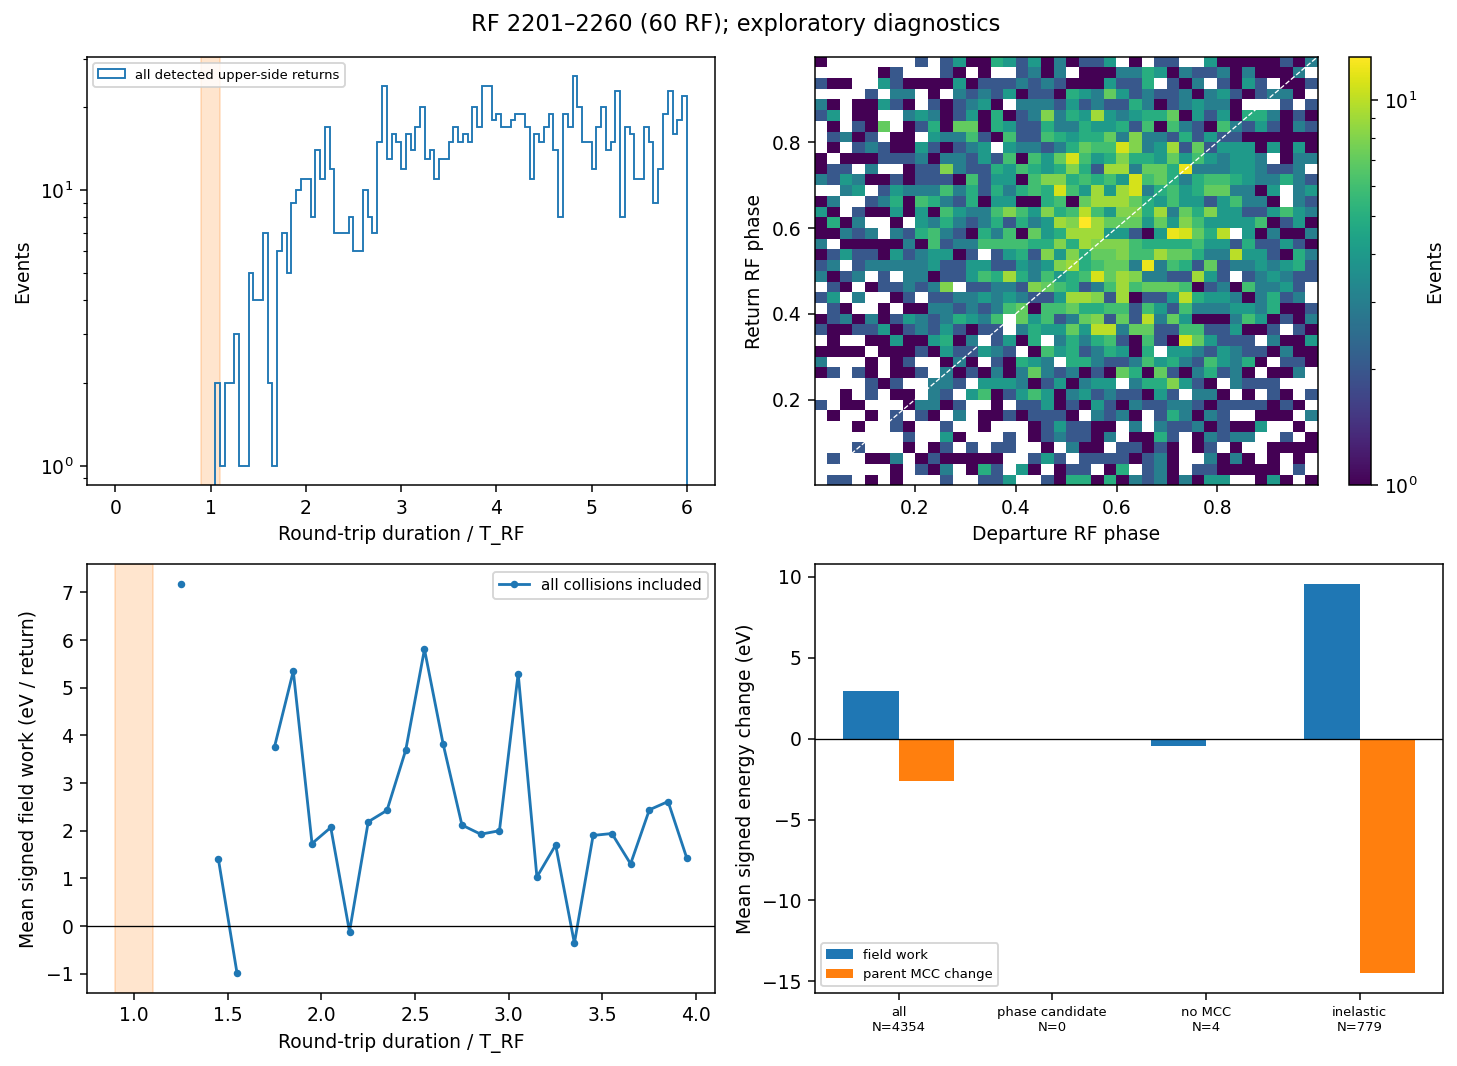 RF 2201–2260 (60 RF); exploratory diagnostics
all detected upper-side returns
Events
10¹
10⁰
0 1 2 3 4 5 6
Round-trip duration / T_RF
Return RF phase
0.8
0.6
0.4
0.2
0.2 0.4 0.6 0.8
Departure RF phase
10¹
10⁰
Events
all collisions included
Mean signed field work (eV / return)
7
6
5
4
3
2
1
0
−1
1.0 1.5 2.0 2.5 3.0 3.5 4.0
Round-trip duration / T_RF
Mean signed energy change (eV)
10
5
0
−5
−10
−15
field work
parent MCC change
all phase candidate no MCC inelastic
N=4354 N=0 N=4 N=779